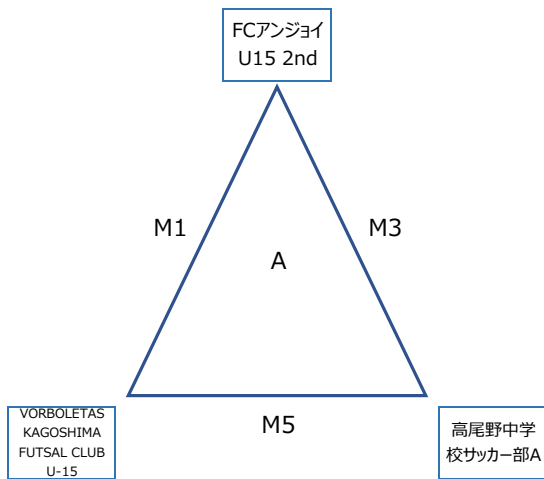 FCアンジョイ
U15 2nd
M1
M3
A
VORBOLETAS
KAGOSHIMA
FUTSAL CLUB
U-15
M5
高尾野中学
校サッカー部A